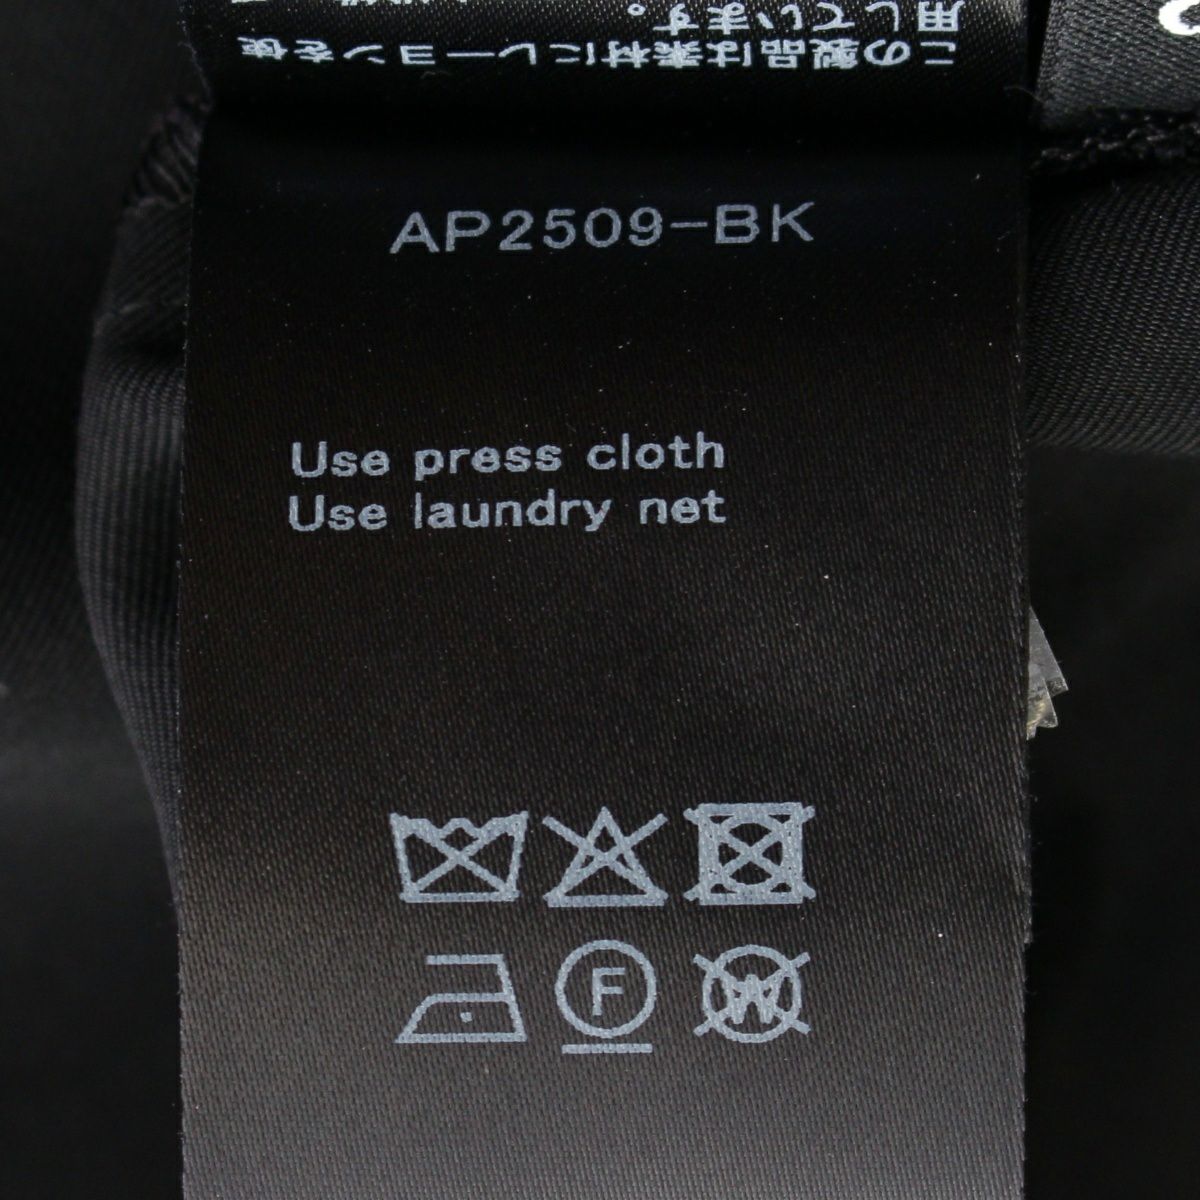 この製品は素材にレーヨンを使
用しています。
AP2509-BK
Use press cloth
Use laundry net
F
W